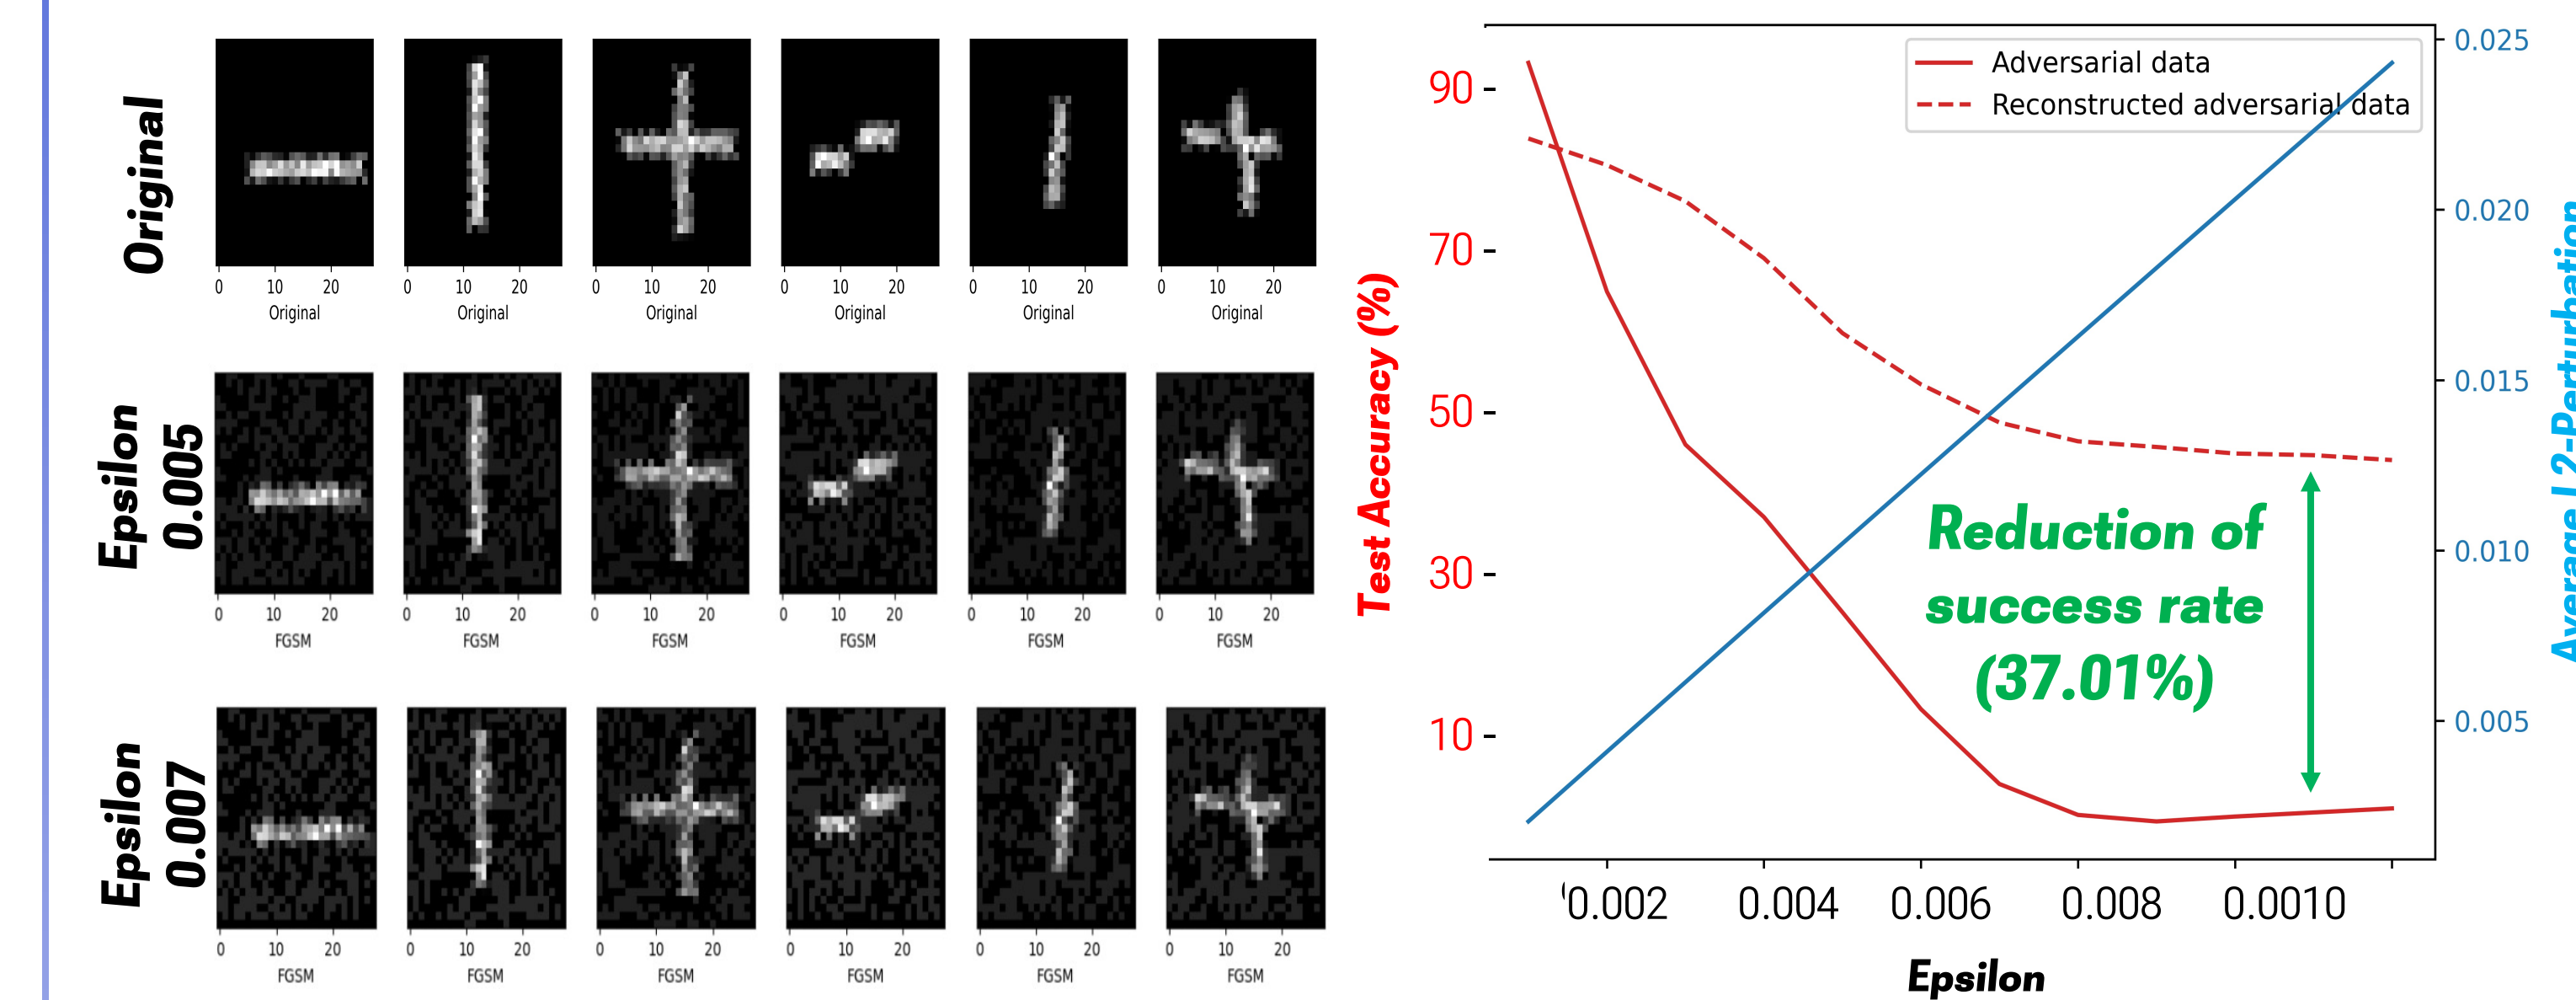 Original
0 10 20
Original
0 10 20
Original
0 10 20
Original
0 10 20
Original
0 10 20
Original
0 10 20
Original
Epsilon
0.005
0 10 20
FGSM
0 10 20
FGSM
0 10 20
FGSM
0 10 20
FGSM
0 10 20
FGSM
0 10 20
FGSM
Epsilon
0.007
0 10 20
FGSM
0 10 20
FGSM
0 10 20
FGSM
0 10 20
FGSM
0 10 20
FGSM
0 10 20
FGSM
Test Accuracy (%)
90
70
50
30
10
Adversarial data
Reconstructed adversarial data
Reduction of
success rate
(37.01%)
0.002 0.004 0.006 0.008 0.0010
Epsilon
0.025
0.020
0.015
0.010
0.005
Average L2-Perturbation